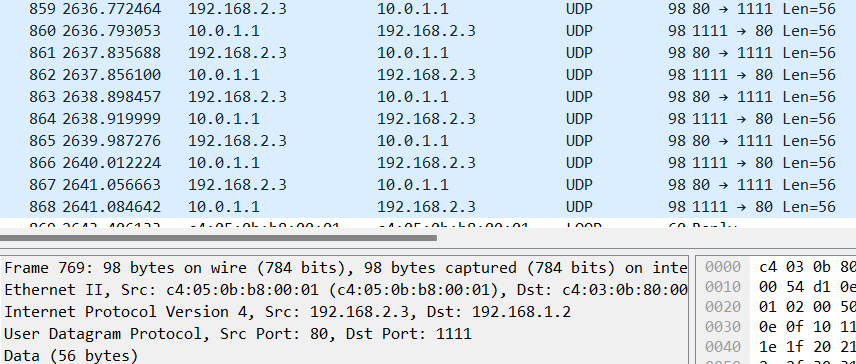 859 2636.772464 192.168.2.3 10.0.1.1 UDP 98 80 → 1111 Len=56
860 2636.793053 10.0.1.1 192.168.2.3 UDP 98 1111 → 80 Len=56
861 2637.835688 192.168.2.3 10.0.1.1 UDP 98 80 → 1111 Len=56
862 2637.856100 10.0.1.1 192.168.2.3 UDP 98 1111 → 80 Len=56
863 2638.898457 192.168.2.3 10.0.1.1 UDP 98 80 → 1111 Len=56
864 2638.919999 10.0.1.1 192.168.2.3 UDP 98 1111 → 80 Len=56
865 2639.987276 192.168.2.3 10.0.1.1 UDP 98 80 → 1111 Len=56
866 2640.012224 10.0.1.1 192.168.2.3 UDP 98 1111 → 80 Len=56
867 2641.056663 192.168.2.3 10.0.1.1 UDP 98 80 → 1111 Len=56
868 2641.084642 10.0.1.1 192.168.2.3 UDP 98 1111 → 80 Len=56
Frame 769: 98 bytes on wire (784 bits), 98 bytes captured (784 bits) on inte
Ethernet II, Src: c4:05:0b:b8:00:01 (c4:05:0b:b8:00:01), Dst: c4:03:0b:80:00
Internet Protocol Version 4, Src: 192.168.2.3, Dst: 192.168.1.2
User Datagram Protocol, Src Port: 80, Dst Port: 1111
Data (56 bytes)
0000 c4 03 0b 80
0010 00 54 d1 0e
0020 01 02 00 50
0030 0e 0f 10 11
0040 1e 1f 20 21